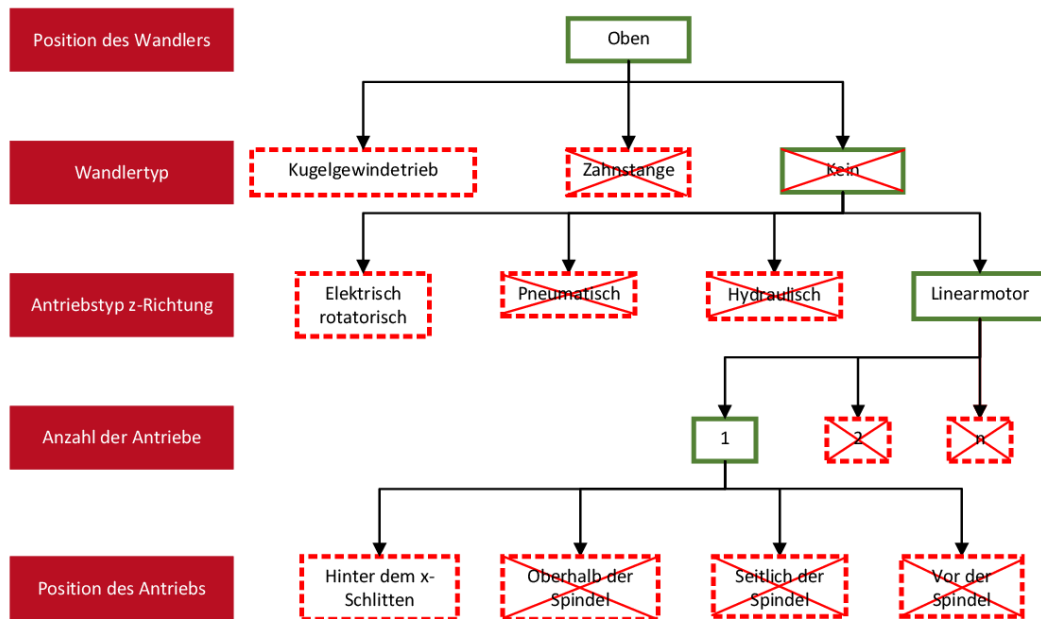 Position des Wandlers
Oben
Wandlertyp
Kugelgewindetrieb
Zahnstange
Kein
Antriebstyp z-Richtung
Elektrisch
rotatorisch
Pneumatisch
Hydraulisch
Linearmotor
Anzahl der Antriebe
1
2
n
Position des Antriebs
Hinter dem x-
Schlitten
Oberhalb der
Spindel
Seitlich der
Spindel
Vor der
Spindel